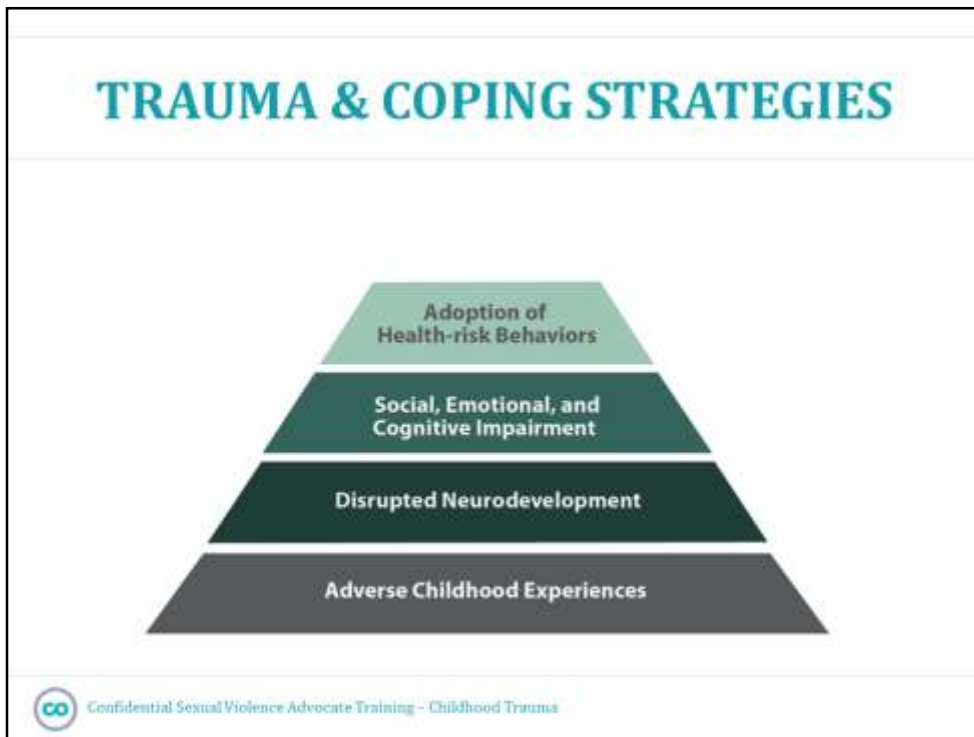 TRAUMA & COPING STRATEGIES
Adoption of
Health-risk Behaviors
Social, Emotional, and
Cognitive Impairment
Disrupted Neurodevelopment
Adverse Childhood Experiences
CO Confidential Sexual Violence Advocate Training – Childhood Trauma